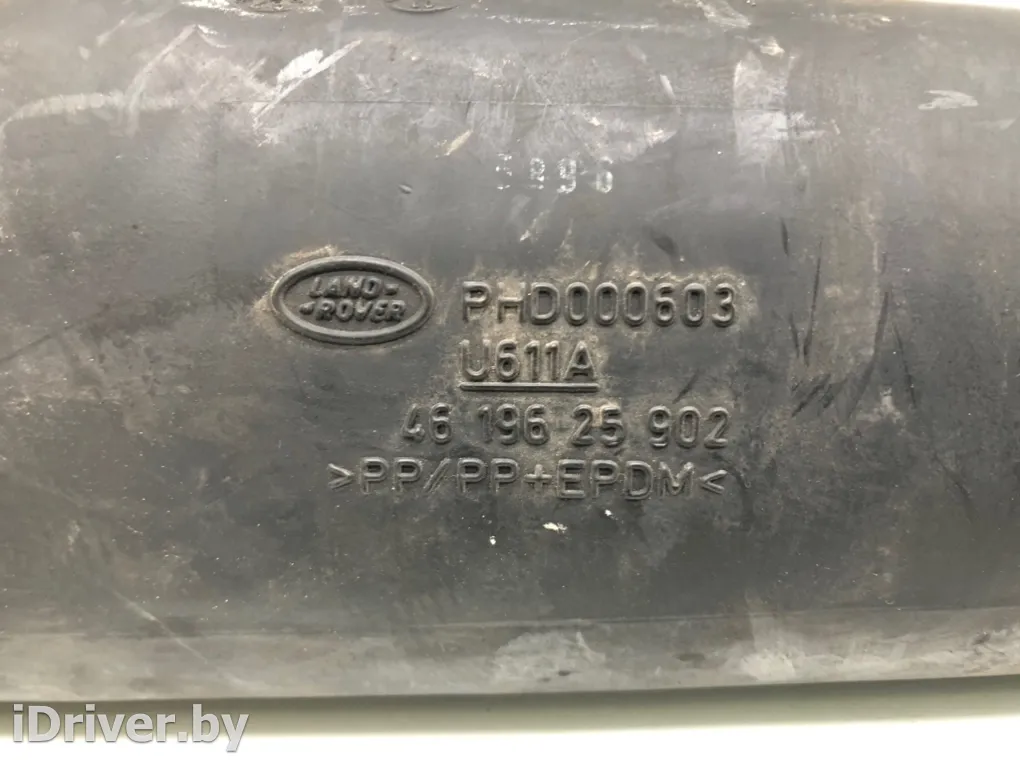 LAND-
-ROVER
PHD000603
U611A
46 196 25 902
>PP/PP+EPDM<
iDriver.by